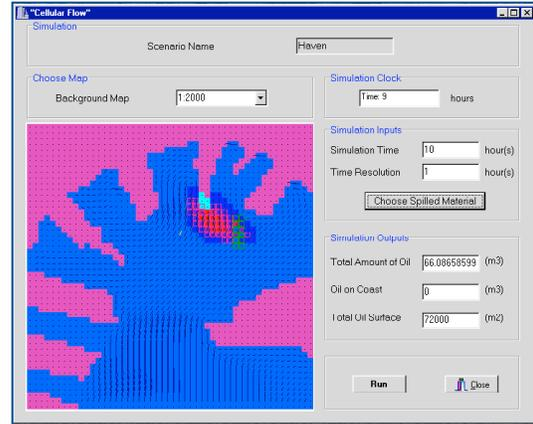 "Cellular Flow"
Simulation
Scenario Name
Haven
Choose Map
Background Map
1:2000
Simulation Clock
Time: 9
hours
Simulation Inputs
Simulation Time
10
hour(s)
Time Resolution
1
hour(s)
Choose Spilled Material
Simulation Outputs
Total Amount of Oil
66.08658599
(m3)
Oil on Coast
0
(m3)
Total Oil Surface
72000
(m2)
Run
Close